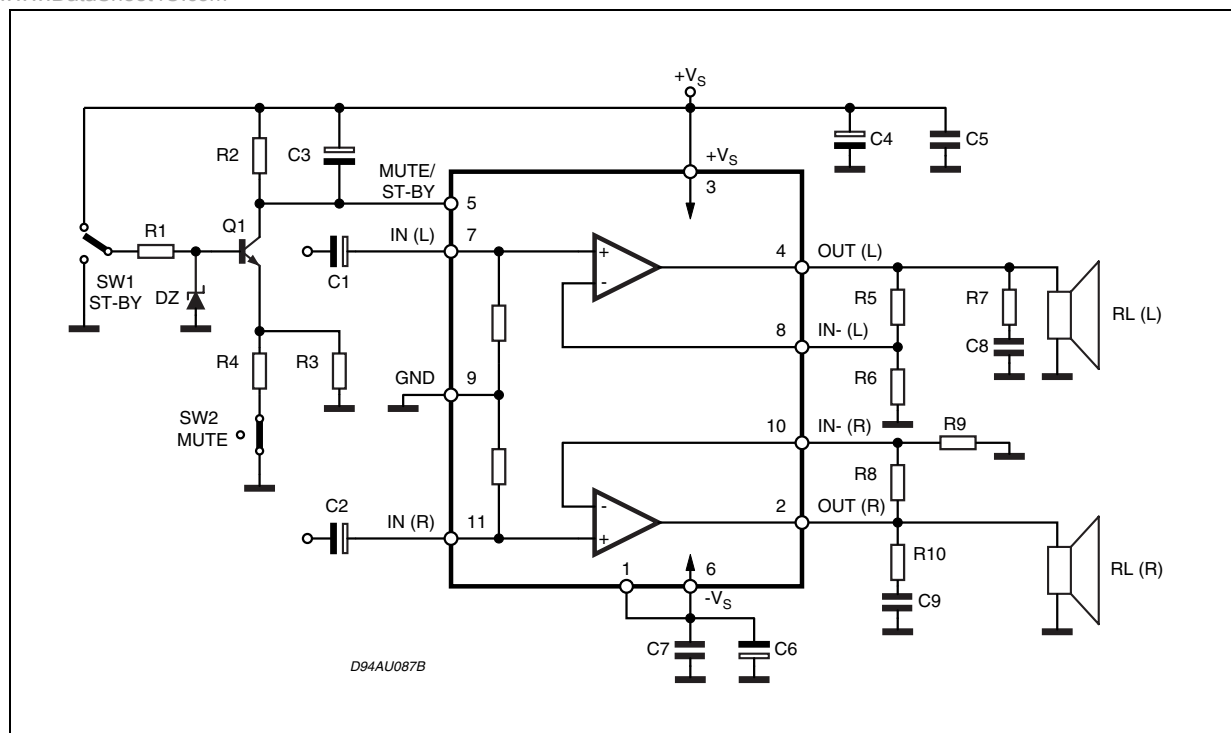 +VS
R2
C3
C4
C5
MUTE/
ST-BY
+VS
3
5
R1
Q1
IN (L)
7
C1
SW1
ST-BY
DZ
+
-
4
OUT (L)
R5
R7
RL (L)
8
IN- (L)
C8
R4
R3
R6
GND
9
SW2
MUTE
10
IN- (R)
R9
R8
C2
IN (R)
11
-
+
2
OUT (R)
R10
RL (R)
1
6
-VS
C9
C7
C6
D94AU087B